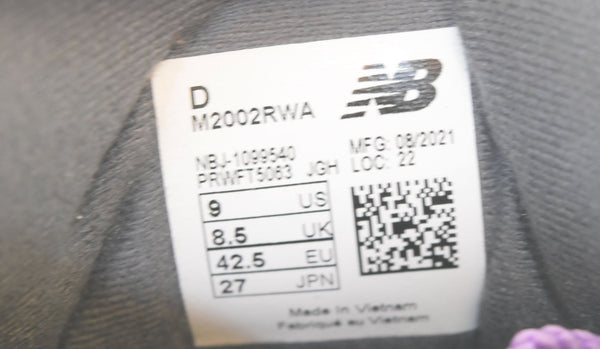 D
M2002RWA
NB
NBJ-1099540
PRWFT5063 JGH
MFG: 08/2021
LOC: 22
9 US
8.5 UK
42.5 EU
27 JPN
Made in Vietnam
Fabriqué au Vietnam